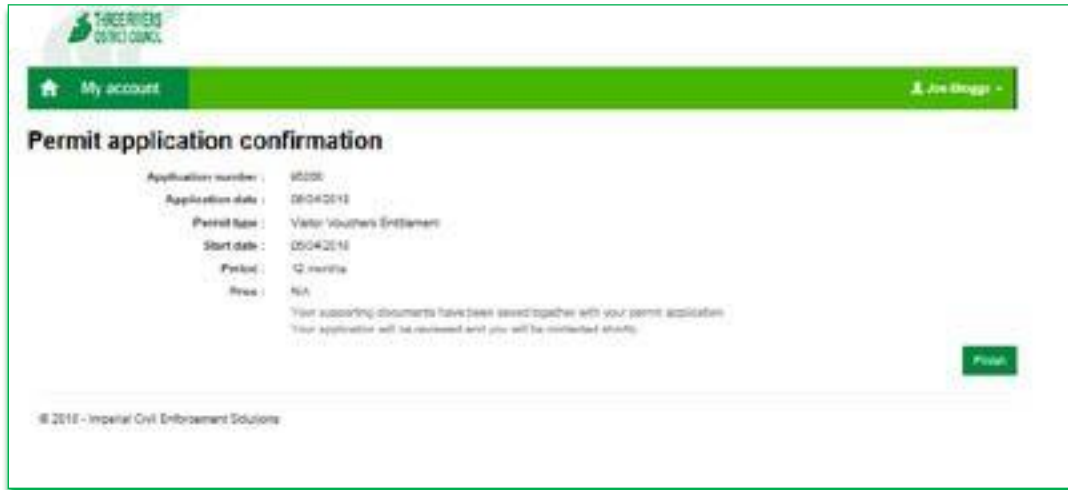 THREE RIVERS
DISTRICT COUNCIL
My account
Joe Bloggs
Permit application confirmation
Application number :
Application date :
Permit type : Visitor Vouchers Entitlement
Start date :
Period : 12 months
Price : N/A
Your supporting documents have been saved together with your permit application.
Your application will be reviewed and you will be contacted shortly.
Finish
Imperial Civil Enforcement Solutions